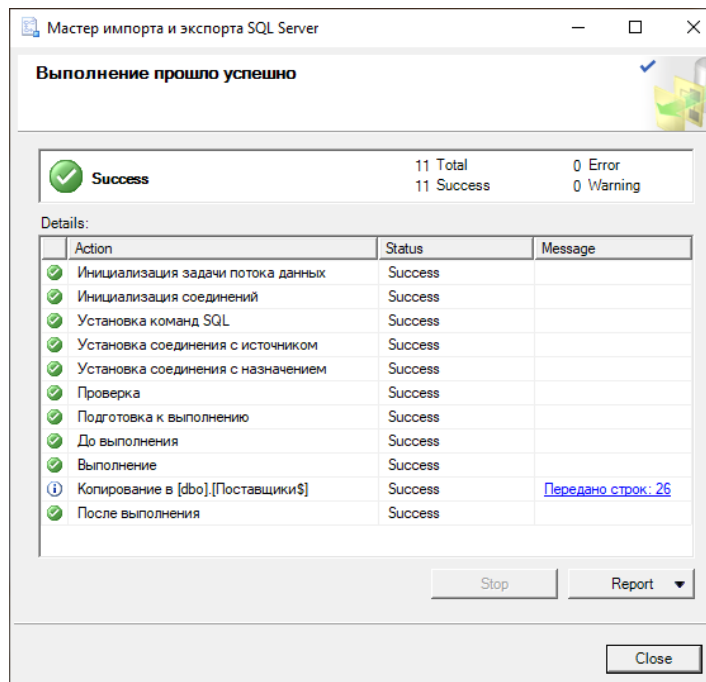 Мастер импорта и экспорта SQL Server
Выполнение прошло успешно
Success 11 Total 0 Error
11 Success 0 Warning
Details:
Action Status Message
Инициализация задачи потока данных Success
Инициализация соединений Success
Установка команд SQL Success
Установка соединения с источником Success
Установка соединения с назначением Success
Проверка Success
Подготовка к выполнению Success
До выполнения Success
Выполнение Success
Копирование в [dbo].[Поставщики$] Success Передано строк: 26
После выполнения Success
Stop Report
Close